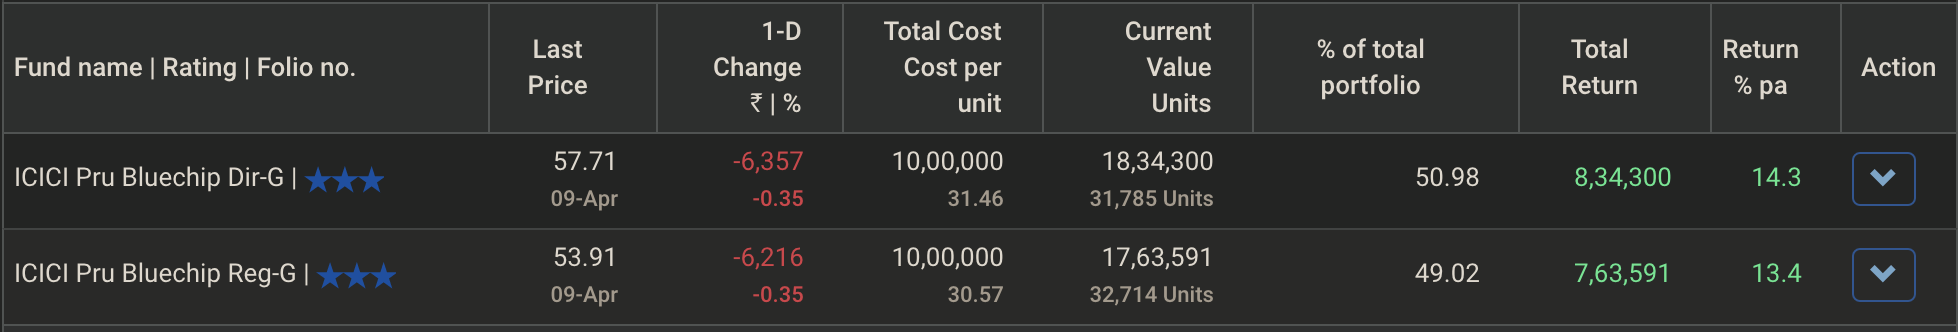 Fund name | Rating | Folio no.
Last
Price
1-D
Change
₹ | %
Total Cost
Cost per
unit
Current
Value
Units
% of total
portfolio
Total
Return
Return
% pa
Action
ICICI Pru Bluechip Dir-G |
57.71
09-Apr
-6,357
-0.35
10,00,000
31.46
18,34,300
31,785 Units
50.98
8,34,300
14.3
ICICI Pru Bluechip Reg-G |
53.91
09-Apr
-6,216
-0.35
10,00,000
30.57
17,63,591
32,714 Units
49.02
7,63,591
13.4